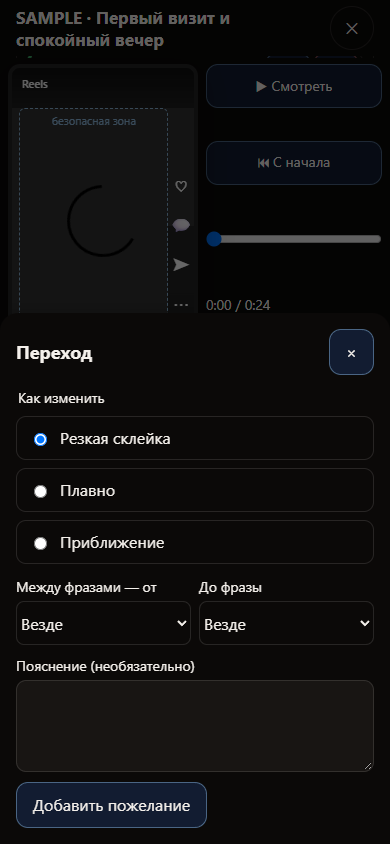 SAMPLE · Первый визит и
спокойный вечер
Reels
безопасная зона
▶ Смотреть
⏮ С начала
0:00 / 0:24
Переход
×
Как изменить
Резкая склейка
Плавно
Приближение
Между фразами — от
До фразы
Везде
Везде
Пояснение (необязательно)
Добавить пожелание